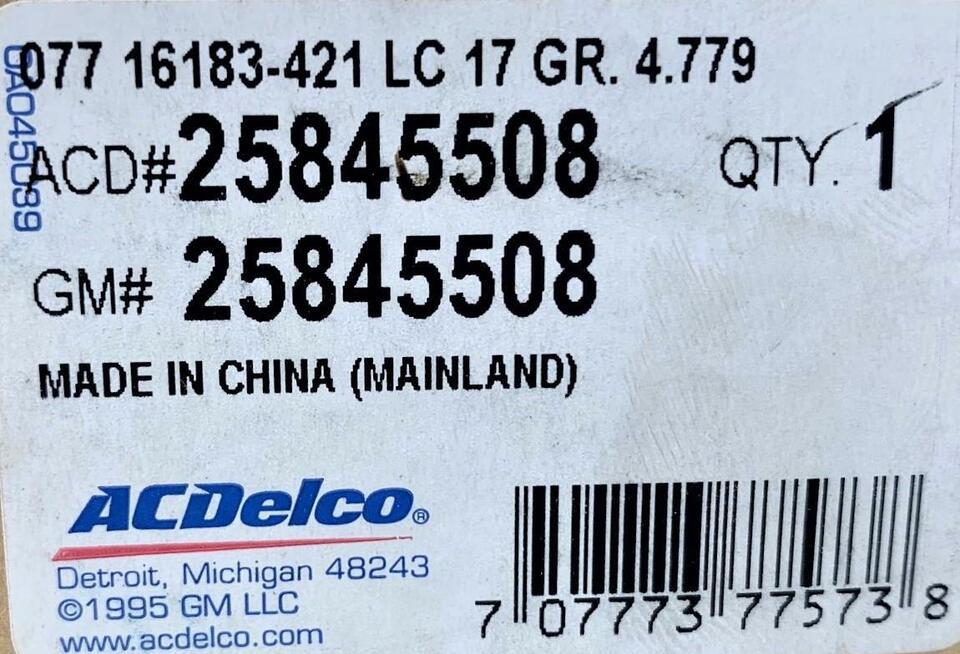 077 16183-421 LC 17 GR. 4.779
ACD# 25845508 QTY. 1
GM# 25845508
MADE IN CHINA (MAINLAND)
ACDelco®
Detroit, Michigan 48243
©1995 GM LLC
www.acdelco.com
7 07773 77573 8